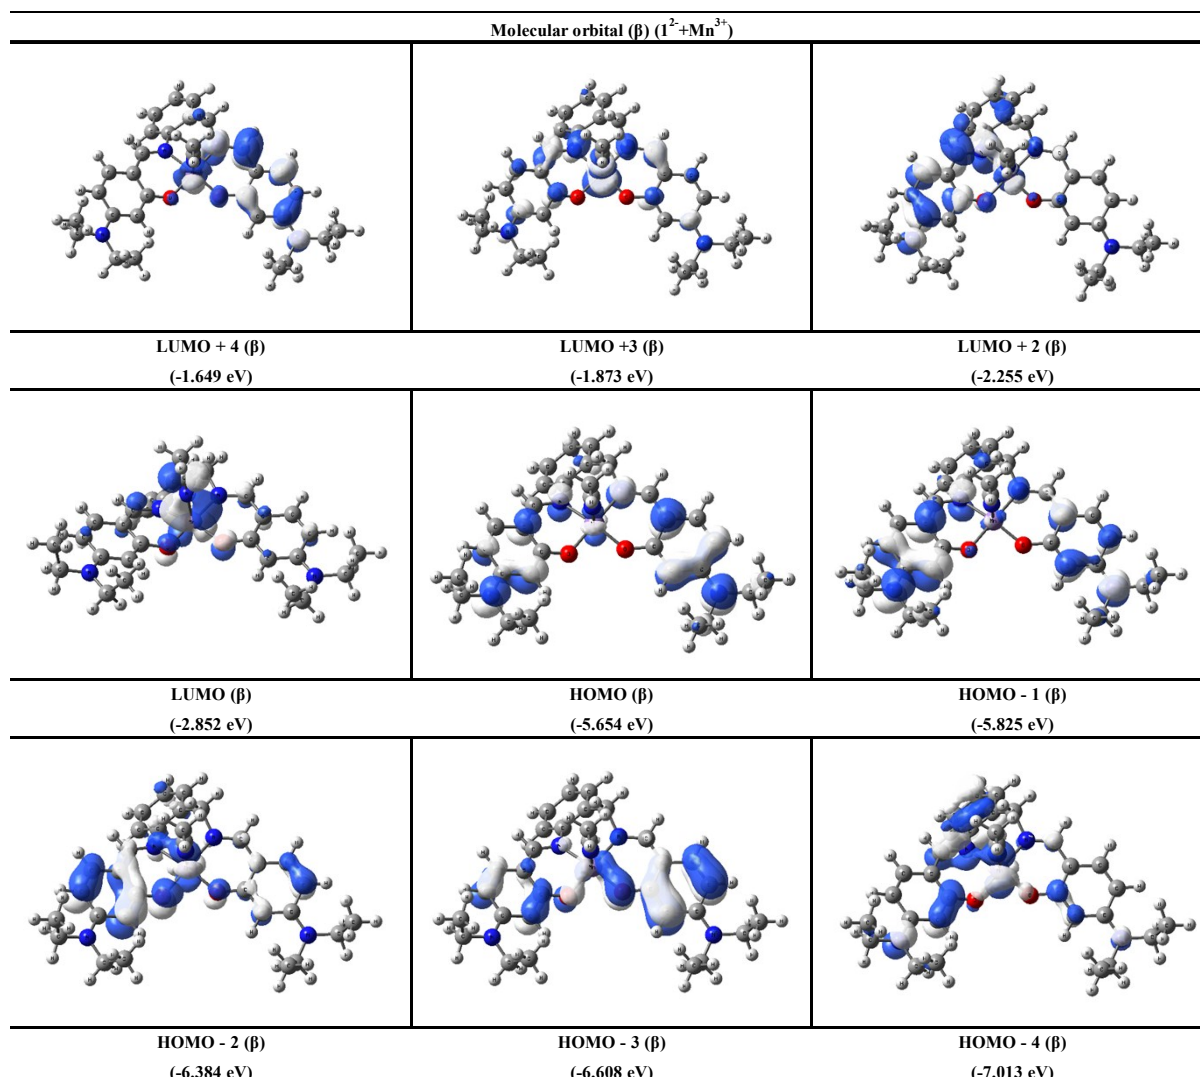 Molecular orbital (β) (1²⁻+Mn³⁺)
LUMO + 4 (β)
LUMO +3 (β)
LUMO + 2 (β)
(-1.649 eV)
(-1.873 eV)
(-2.255 eV)
LUMO (β)
HOMO (β)
HOMO - 1 (β)
(-2.852 eV)
(-5.654 eV)
(-5.825 eV)
HOMO - 2 (β)
HOMO - 3 (β)
HOMO - 4 (β)
(-6.384 eV)
(-6.608 eV)
(-7.013 eV)